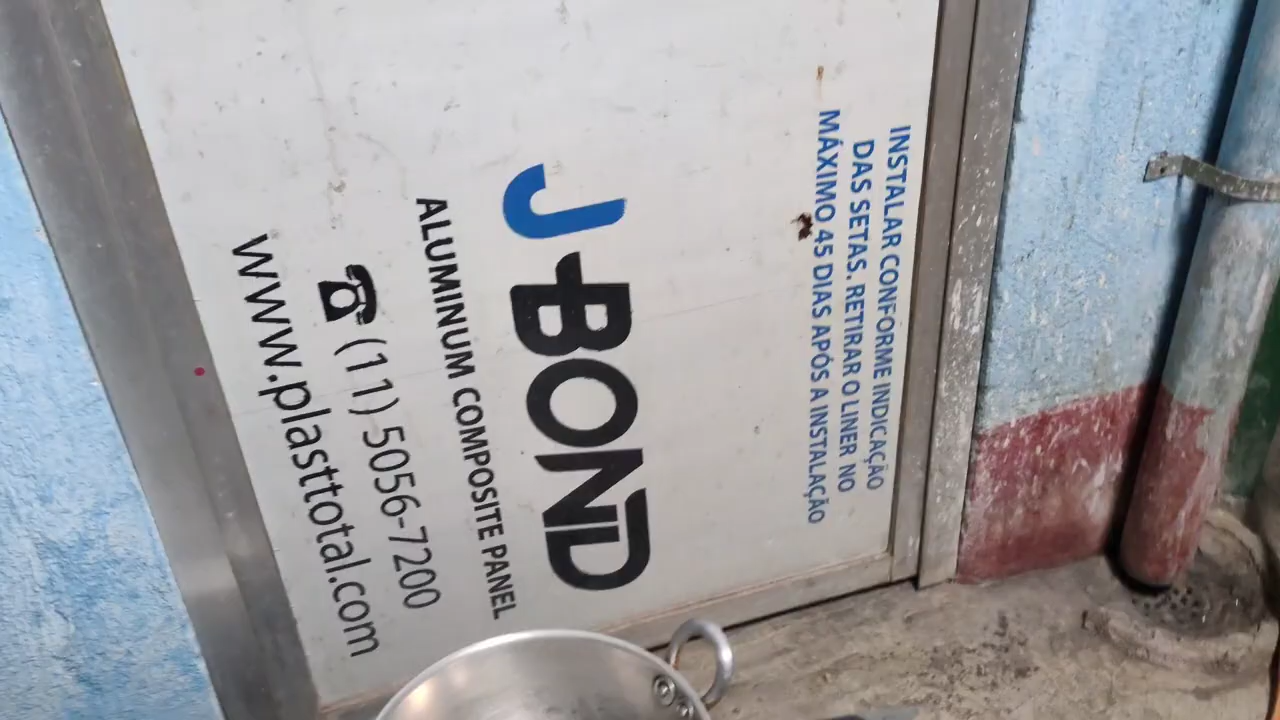 INSTALAR CONFORME INDICAÇÃO
DAS SETAS. RETIRAR O LINER NO
MÁXIMO 45 DIAS APÓS A INSTALAÇÃO
J-BOND
ALUMINUM COMPOSITE PANEL
☎ (11) 5056-7200
www.plasttotal.com